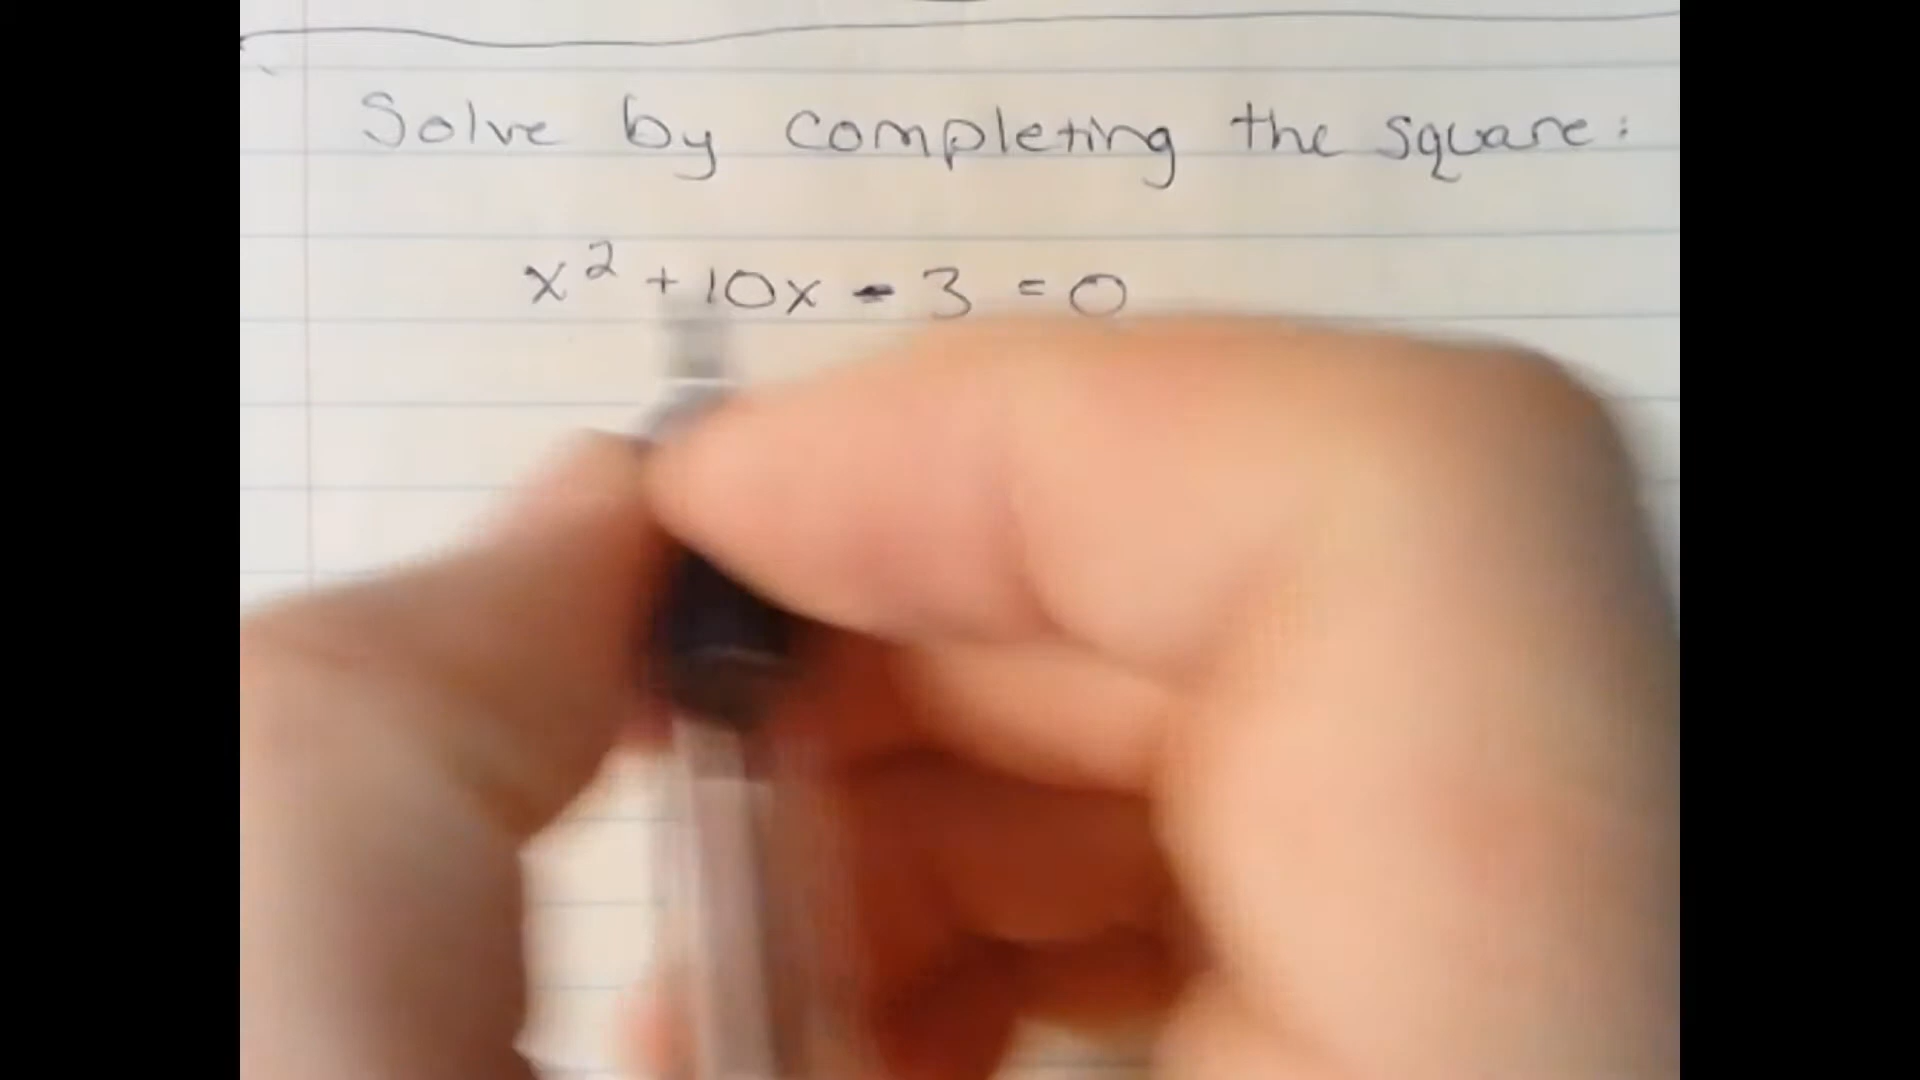 Solve by completing the square:
x² + 10x - 3 = 0